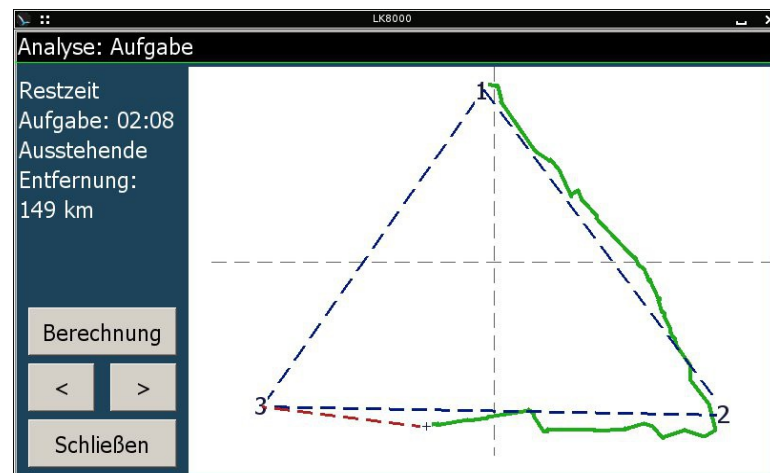 LK8000
Analyse: Aufgabe
Restzeit
Aufgabe: 02:08
Ausstehende
Entfernung:
149 km
Berechnung
< >
Schließen
1
3 2